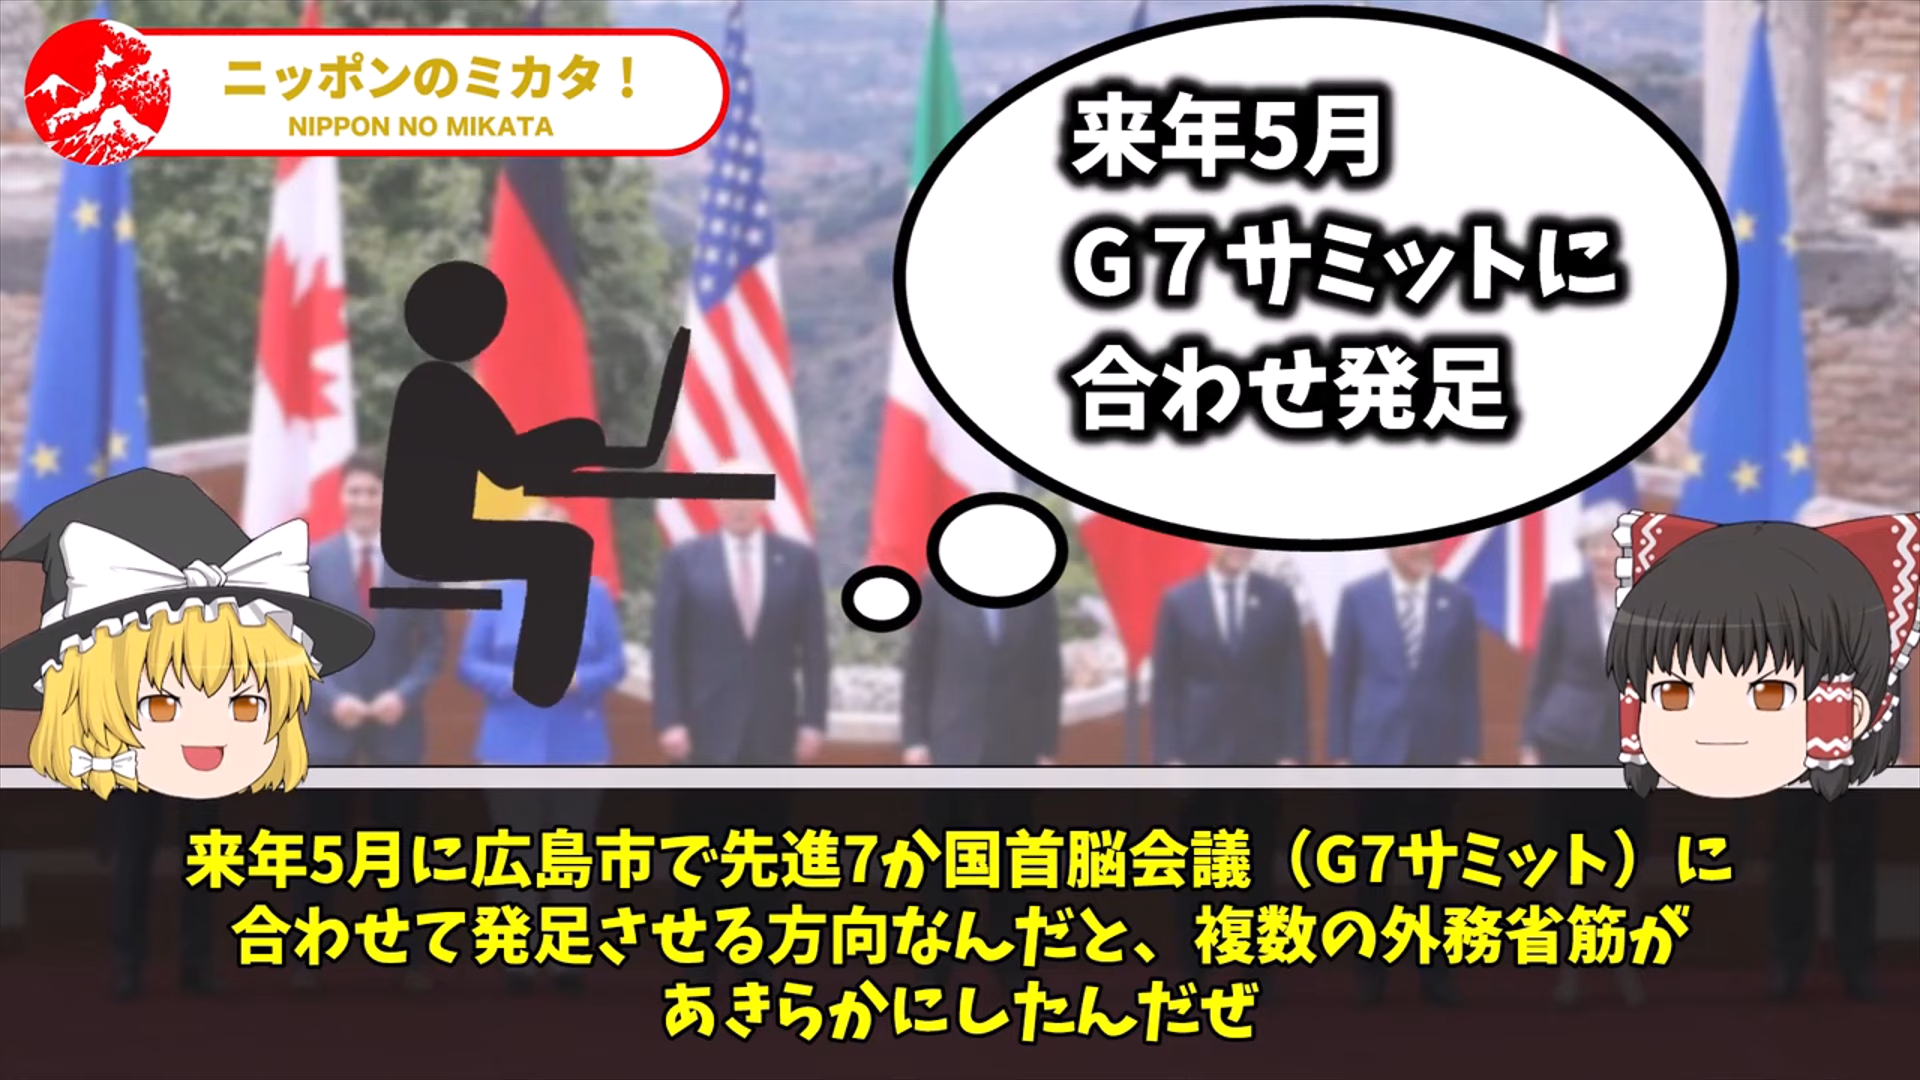 ニッポンのミカタ！
NIPPON NO MIKATA
来年5月
G７サミットに
合わせ発足
来年5月に広島市で先進7か国首脳会議（G7サミット）に
合わせて発足させる方向なんだと、複数の外務省筋が
あきらかにしたんだぜ